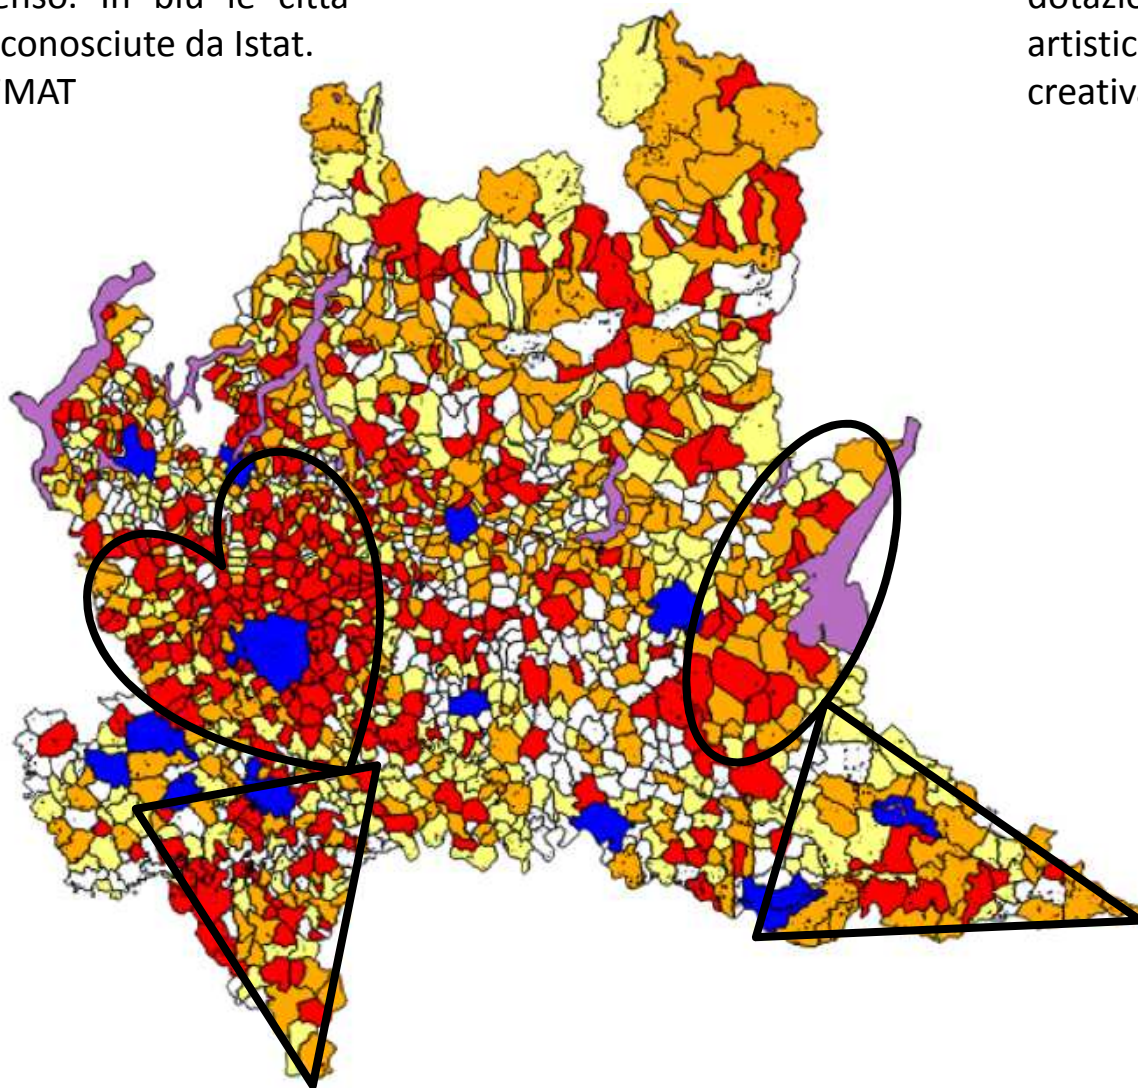 In blu le città
conosciute da Istat.
MAT
artistic
creativa